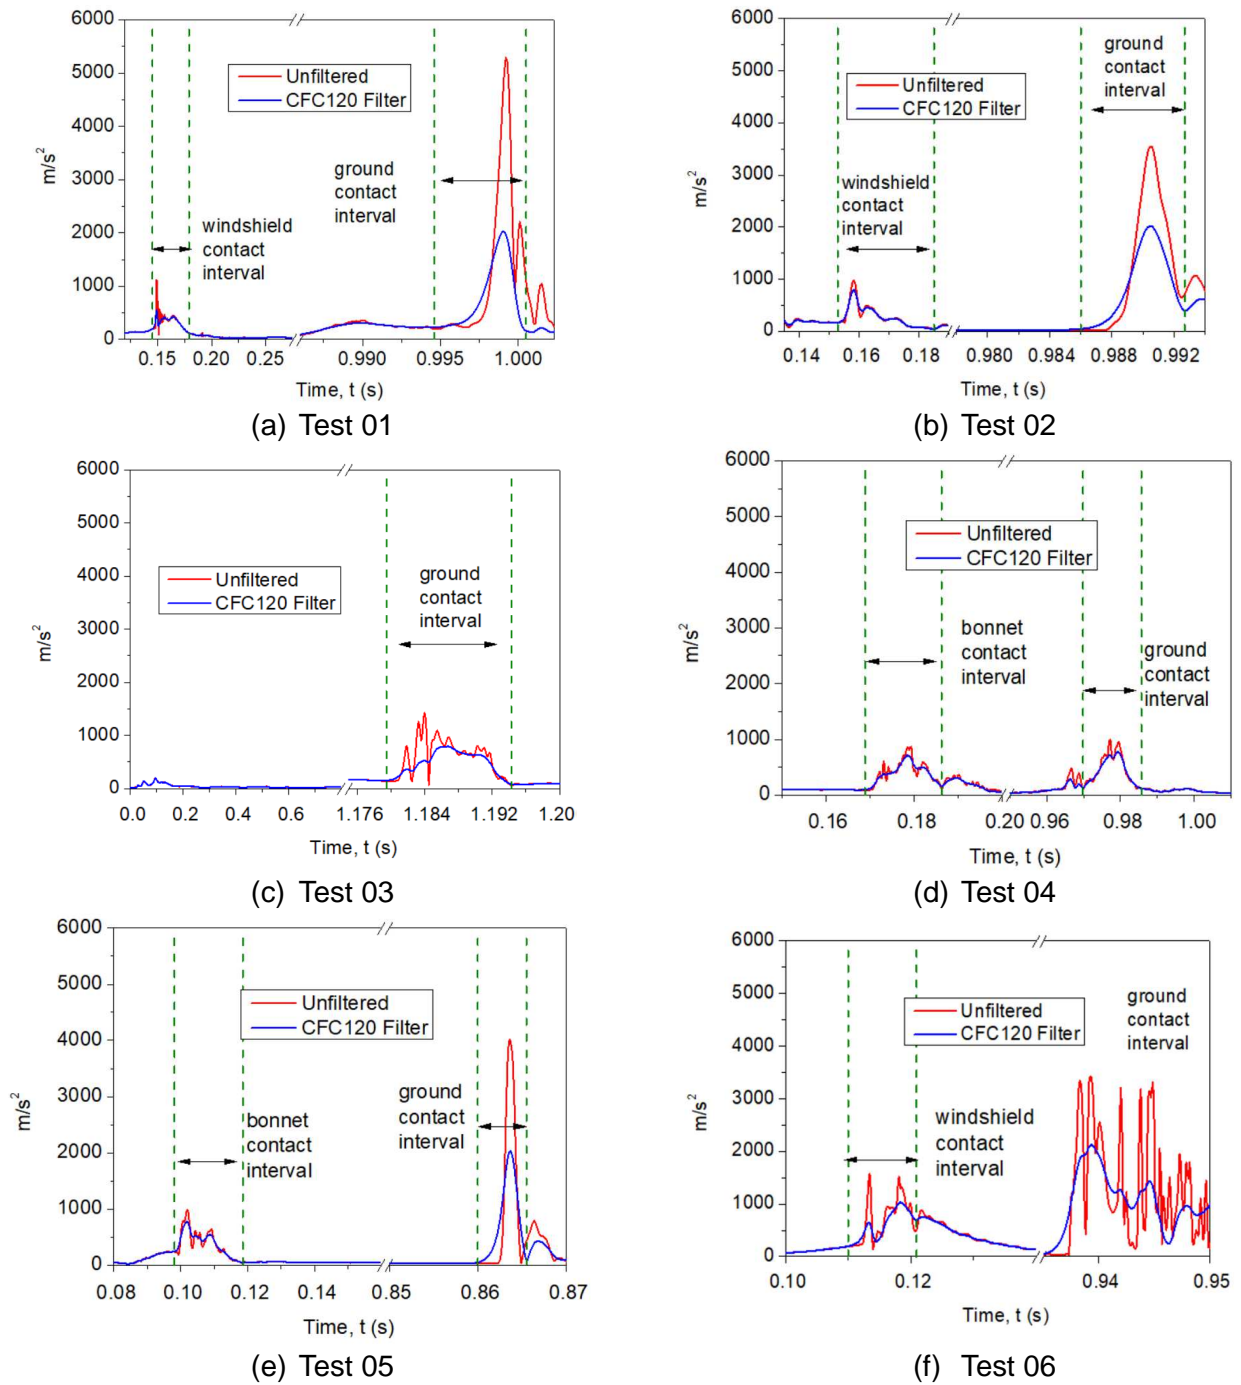 6000
5000
4000
3000
2000
1000
0
m/s²
Unfiltered
CFC120 Filter
windshield
contact
interval
ground
contact
interval
0.15 0.20 0.25 0.990 0.995 1.000
Time, t (s)
(a) Test 01
6000
5000
4000
3000
2000
1000
0
m/s²
Unfiltered
CFC120 Filter
windshield
contact
interval
ground
contact
interval
0.14 0.16 0.18 0.980 0.984 0.988 0.992
Time, t (s)
(b) Test 02
6000
5000
4000
3000
2000
1000
0
m/s²
Unfiltered
CFC120 Filter
ground
contact
interval
0.0 0.2 0.4 0.6 1.176 1.184 1.192 1.20
Time, t (s)
(c) Test 03
6000
5000
4000
3000
2000
1000
0
m/s²
Unfiltered
CFC120 Filter
bonnet
contact
interval
ground
contact
interval
0.16 0.18 0.20 0.96 0.98 1.00
Time, t (s)
(d) Test 04
6000
5000
4000
3000
2000
1000
0
m/s²
Unfiltered
CFC120 Filter
bonnet
contact
interval
ground
contact
interval
0.08 0.10 0.12 0.14 0.85 0.86 0.87
Time, t (s)
(e) Test 05
6000
5000
4000
3000
2000
1000
0
m/s²
Unfiltered
CFC120 Filter
windshield
contact
interval
ground
contact
interval
0.10 0.12 0.94 0.95
Time, t (s)
(f) Test 06